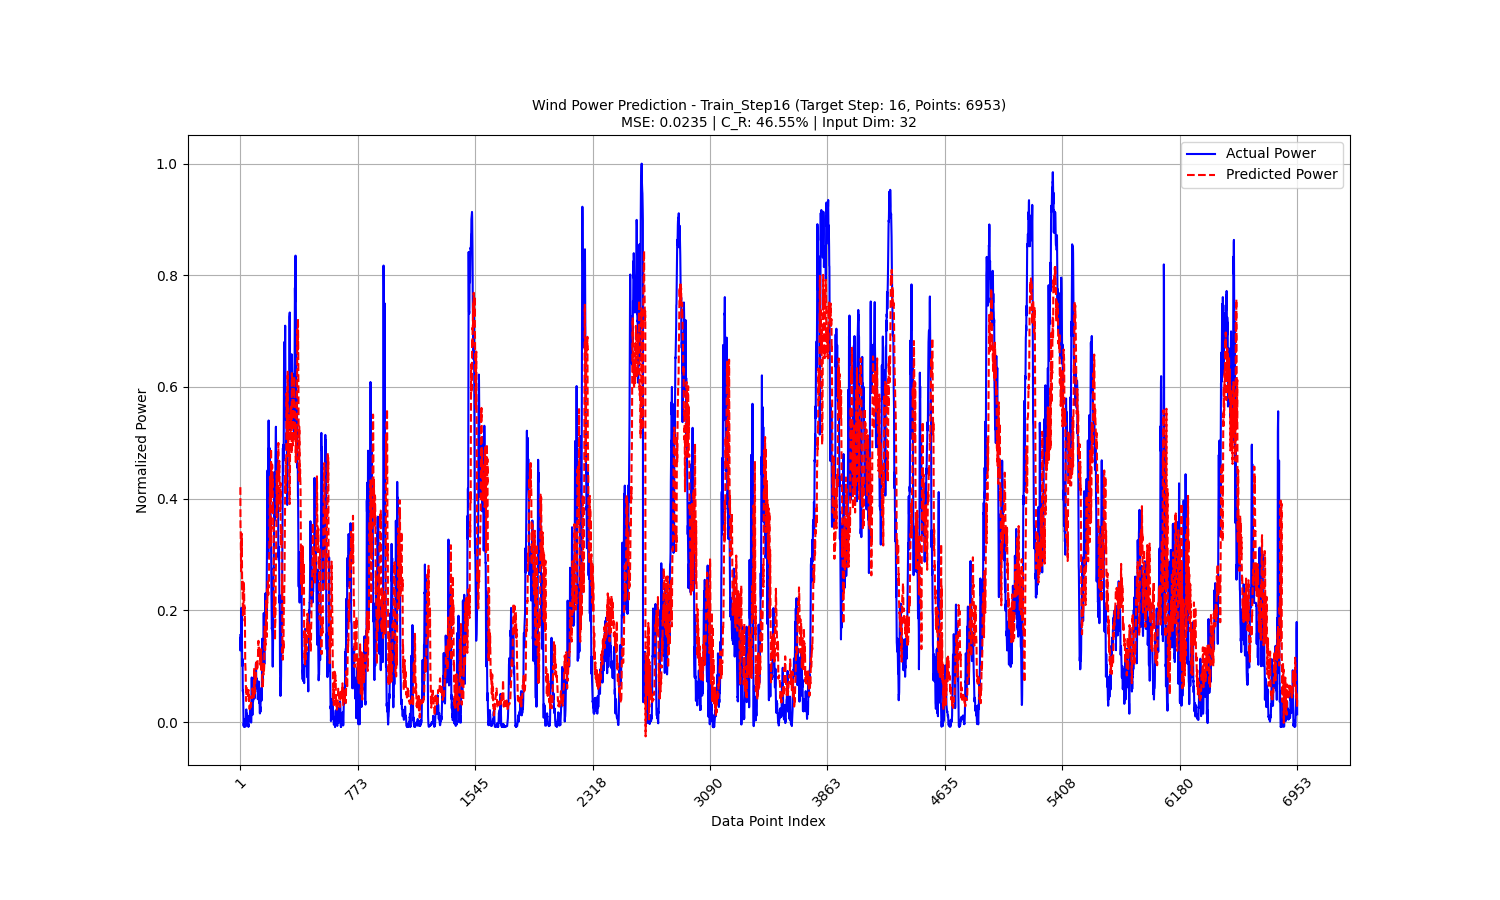 Wind Power Prediction - Train_Step16 (Target Step: 16, Points: 6953)
MSE: 0.0235 | C_R: 46.55% | Input Dim: 32
Actual Power
Predicted Power
Normalized Power
1.0
0.8
0.6
0.4
0.2
0.0
1
773
1545
2318
3090
3863
4635
5408
6180
6953
Data Point Index